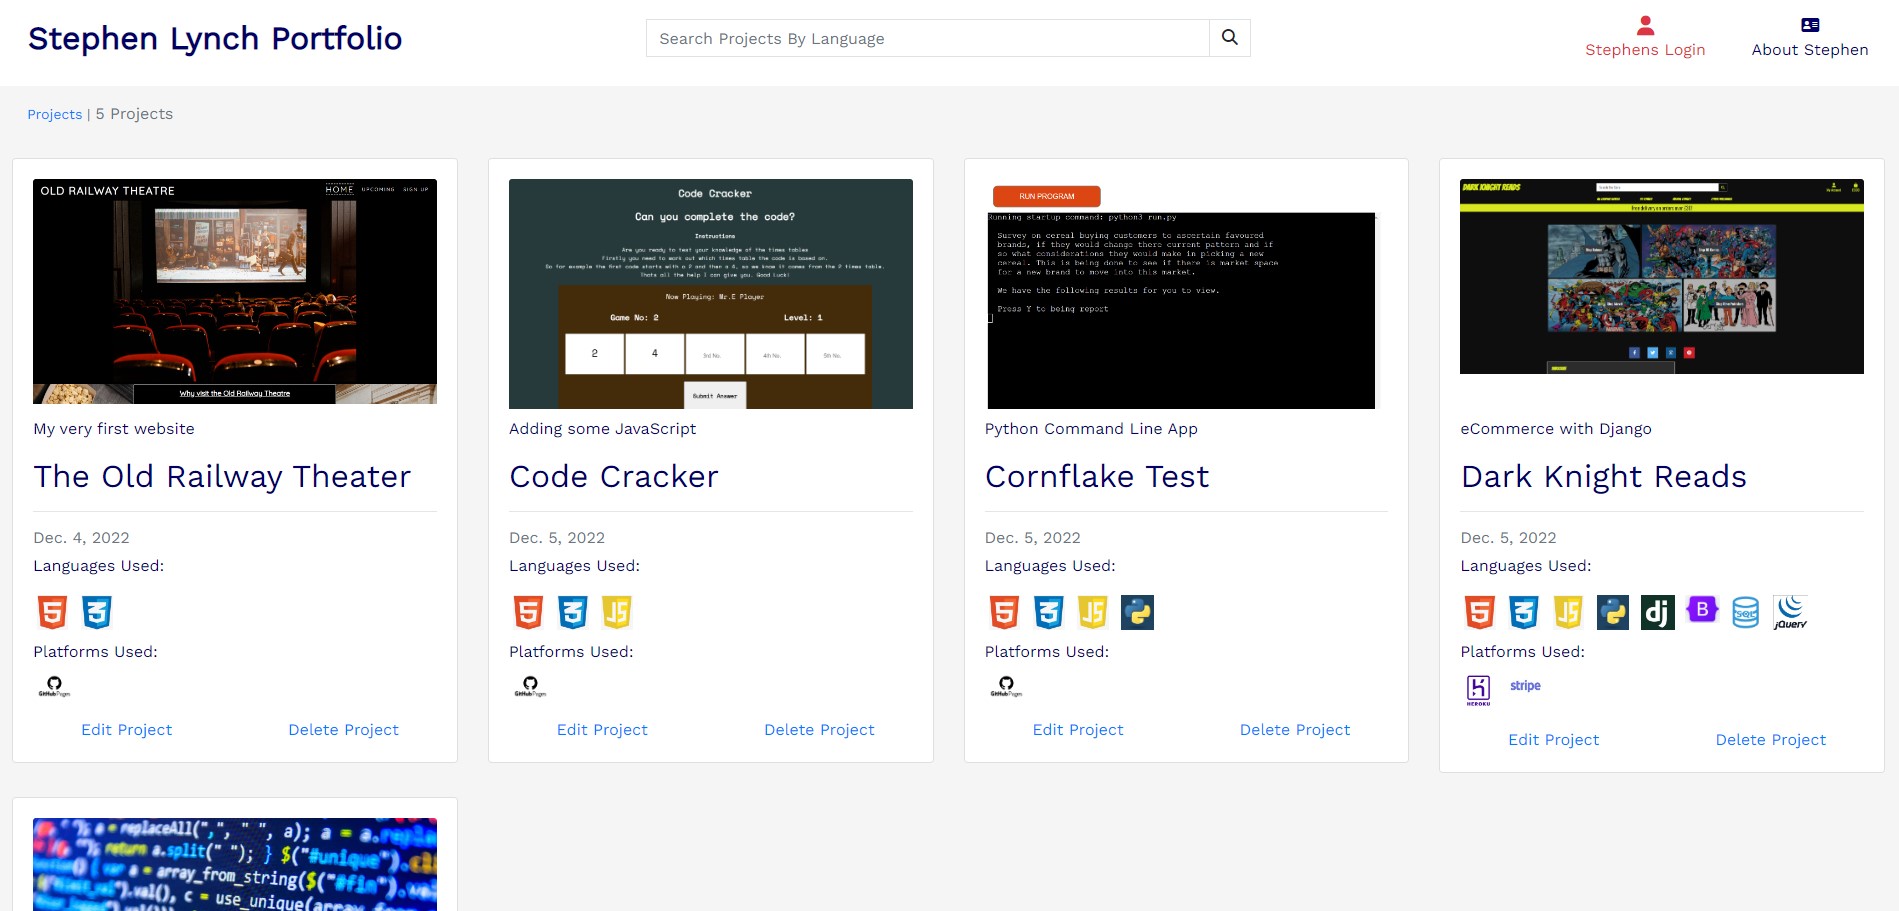 Stephen Lynch Portfolio
Search Projects By Language
Stephens Login
About Stephen
Projects | 5 Projects
OLD RAILWAY THEATRE
HOME UPCOMING SIGN UP
Why visit the Old Railway Theatre
My very first website
The Old Railway Theater
Dec. 4, 2022
Languages Used:
Platforms Used:
GitHub Pages
Edit Project Delete Project
Code Cracker
Can you complete the code?
Instructions
Are you ready to test your knowledge of the times tables
Firstly you need to work out which times table the code is based on.
So for example the first code starts with a 2 and then a 4, so we know it comes from the 2 times table.
Thats all the help I can give you. Good luck!
Now Playing: Mr.E Player
Game No: 2 Level: 1
2 4 3rd No. 4th No. 5th No.
Submit Answer
Adding some JavaScript
Code Cracker
Dec. 5, 2022
Languages Used:
JS
Platforms Used:
GitHub Pages
Edit Project Delete Project
RUN PROGRAM
Running startup command: python3 run.py
Survey on cereal buying customers to ascertain favoured
brands, if they would change there current pattern and if
so what considerations they would make in picking a new
cereal. This is being done to see if there is market space
for a new brand to move into this market.
We have the following results for you to view.
Press Y to being report
Python Command Line App
Cornflake Test
Dec. 5, 2022
Languages Used:
JS
Platforms Used:
GitHub Pages
Edit Project Delete Project
DARK KNIGHT READS
Free delivery on orders over
eCommerce with Django
Dark Knight Reads
Dec. 5, 2022
Languages Used:
JS dj B SQL jQuery
Platforms Used:
HEROKU stripe
Edit Project Delete Project
a = replaceAll(",", " ", a); a = a.replac
return a.split(" "); } $("#unique").
var a = array_from_string($("#fin").
.val(), c = use_unique(array_from